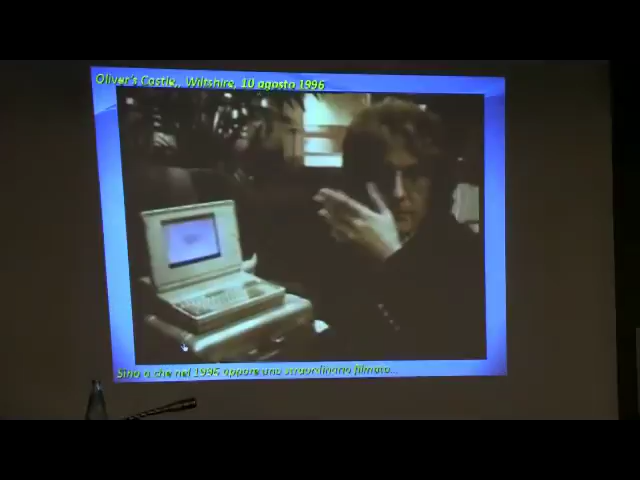 Oliver's Castle,, Wiltshire, 10 agosto 1996
Sino a che nel 1996 appare uno straordinario filmato...